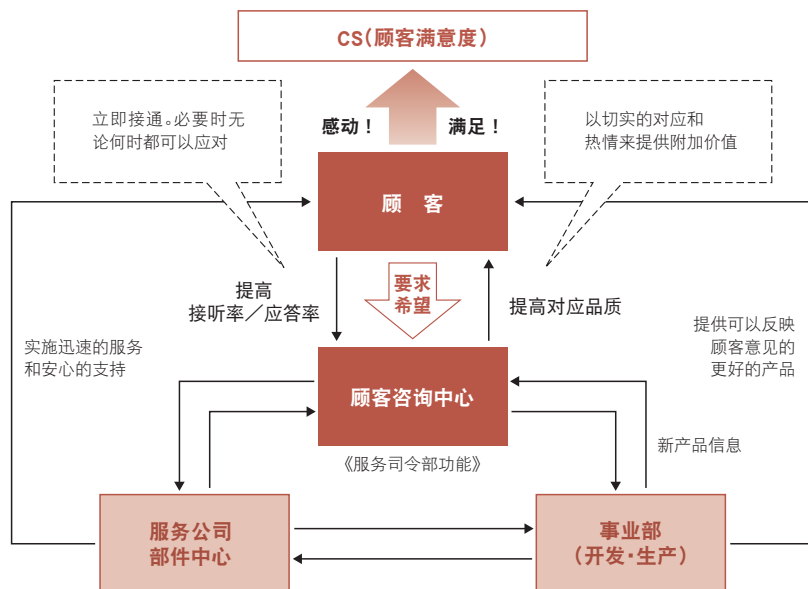 CS(顾客满意度)
立即接通。必要时无
论何时都可以应对
感动！
满足！
以切实的对应和
热情来提供附加价值
顾　客
提高
接听率／应答率
要求
希望
提高对应品质
实施迅速的服务
和安心的支持
提供可以反映
顾客意见的
更好的产品
顾客咨询中心
《服务司令部功能》
新产品信息
服务公司
部件中心
事业部
（开发·生产）